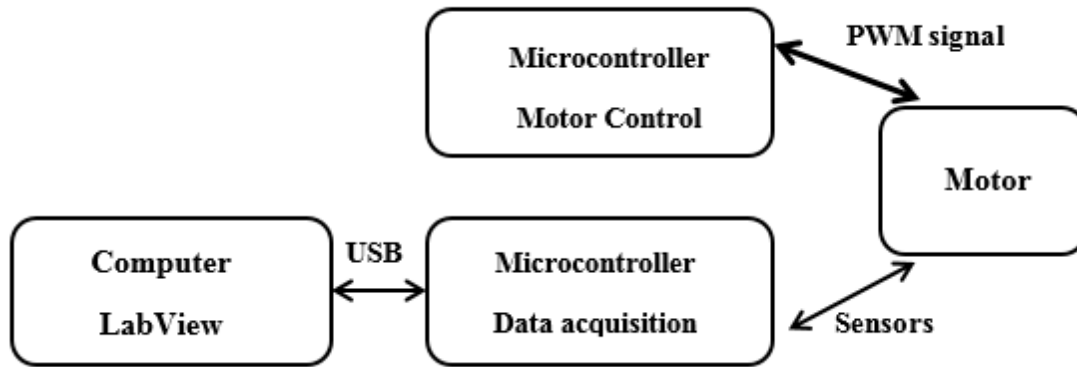 Microcontroller
Motor Control
PWM signal
Motor
Computer
LabView
USB
Microcontroller
Data acquisition
Sensors